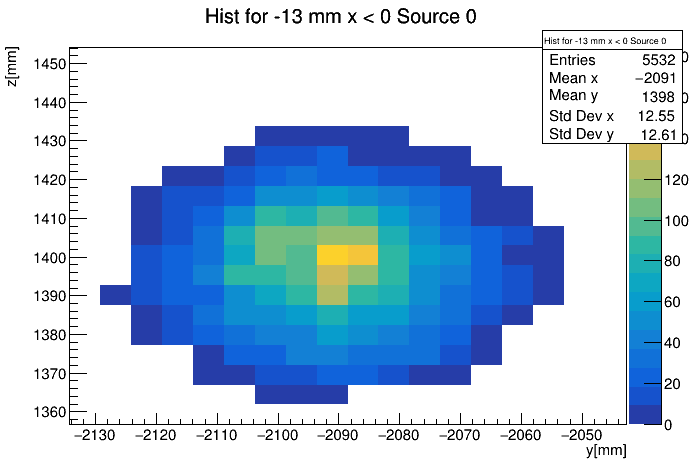 Hist for -13 mm x < 0 Source 0
z[mm]
Hist for -13 mm x < 0 Source 0
Entries 5532
Mean x −2091
Mean y 1398
Std Dev x 12.55
Std Dev y 12.61
1450
1440
1430
1420
1410
1400
1390
1380
1370
1360
−2130 −2120 −2110 −2100 −2090 −2080 −2070 −2060 −2050
y[mm]
120
100
80
60
40
20
0